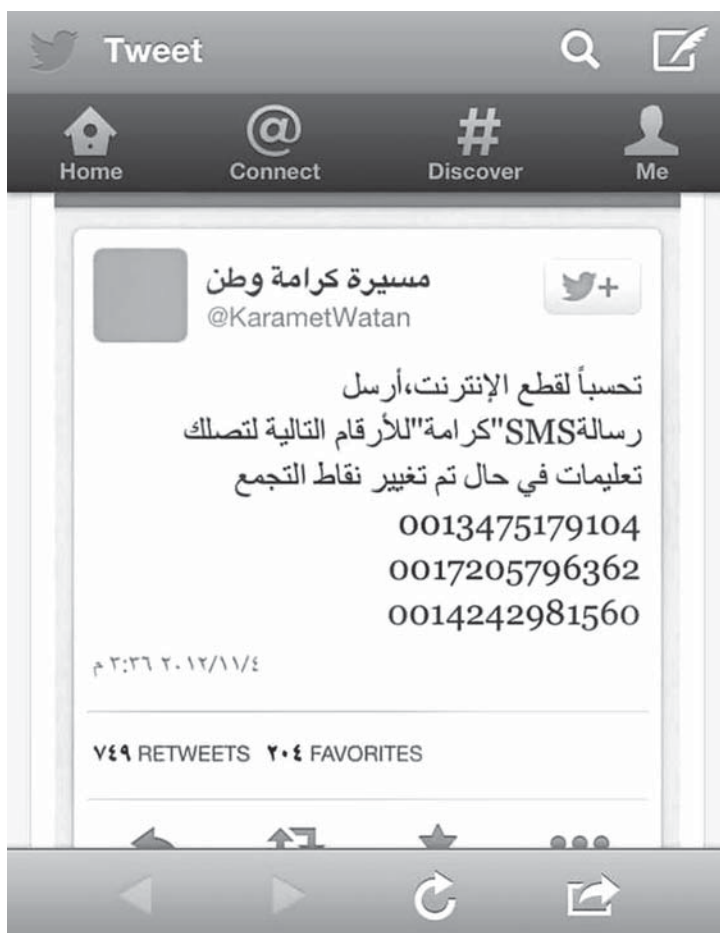 Tweet
Home Connect Discover Me
مسيرة كرامة وطن
@KarametWatan
تحسباً لقطع الإنترنت،أرسل
رسالةSMS"كرامة"للأرقام التالية لتصلك
تعليمات في حال تم تغيير نقاط التجمع
0013475179104
0017205796362
0014242981560
٢٠١٢/١١/٤ ٣:٣٦ م
٧٤٩ RETWEETS ٢٠٤ FAVORITES